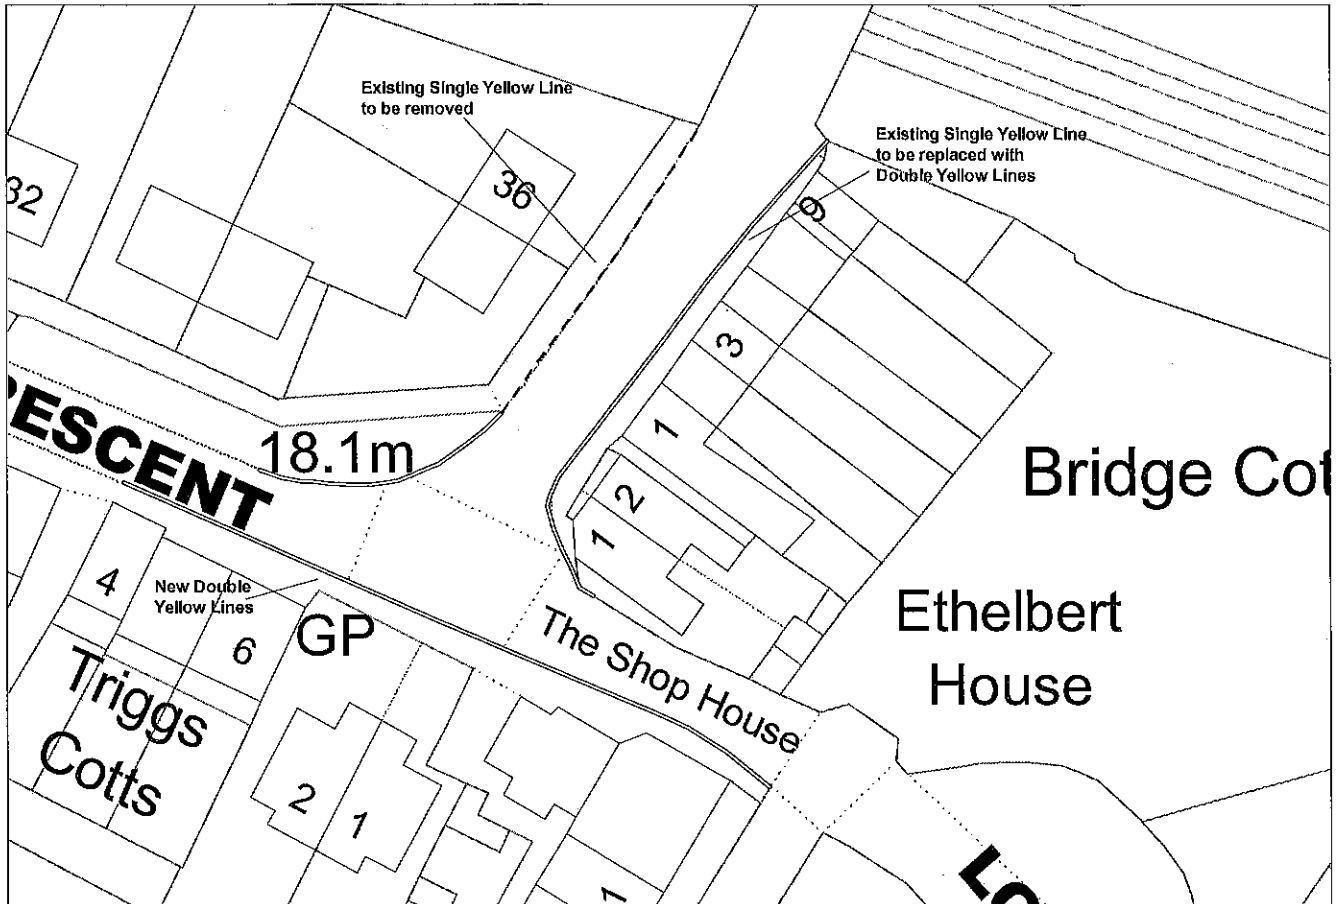 Existing Single Yellow Line
to be removed
Existing Single Yellow Line
to be replaced with
Double Yellow Lines
32
36
9
3
1
2
1
RESCENT
18.1m
Bridge Cot
New Double
Yellow Lines
4
6
GP
Triggs
Cotts
The Shop House
Ethelbert
House
2
1
1
LO